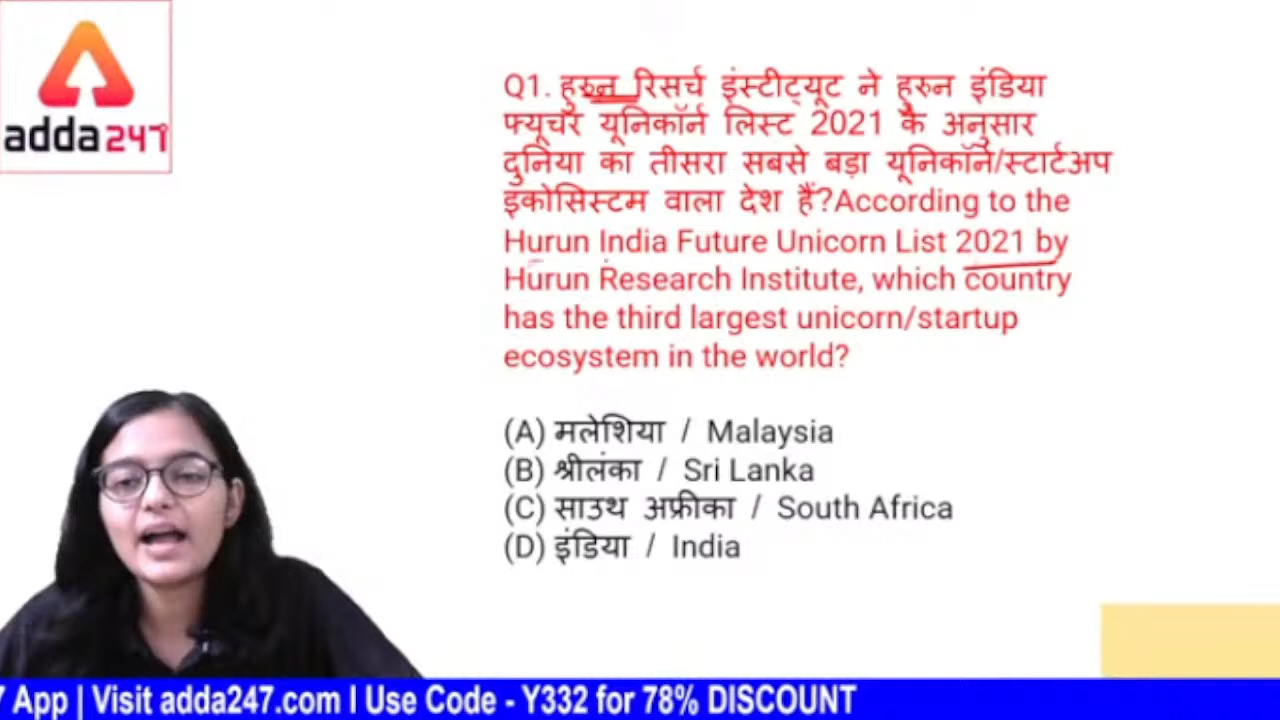 adda247
Q1. हुरुन रिसर्च इंस्टीट्यूट ने हुरुन इंडिया
फ्यूचर यूनिकॉर्न लिस्ट 2021 के अनुसार
दुनिया का तीसरा सबसे बड़ा यूनिकॉर्न/स्टार्टअप
इकोसिस्टम वाला देश हैं?According to the
Hurun India Future Unicorn List 2021 by
Hurun Research Institute, which country
has the third largest unicorn/startup
ecosystem in the world?
(A) मलेशिया / Malaysia
(B) श्रीलंका / Sri Lanka
(C) साउथ अफ्रीका / South Africa
(D) इंडिया / India
7 App | Visit adda247.com I Use Code - Y332 for 78% DISCOUNT